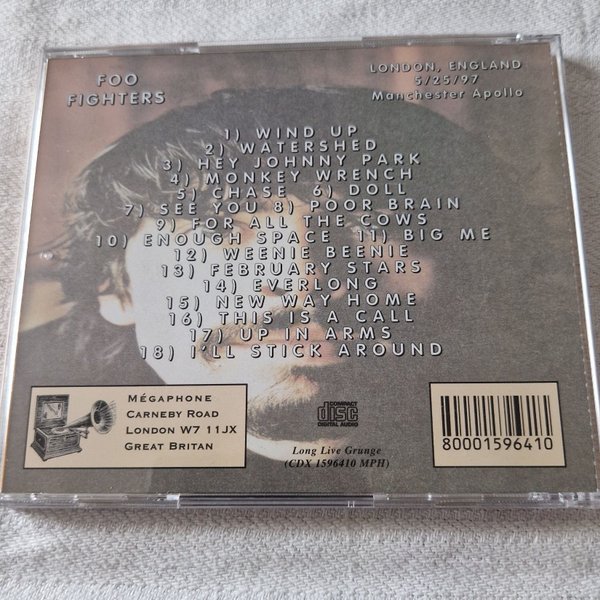 FOO
FIGHTERS
LONDON, ENGLAND
5/25/97
Manchester Apollo
1) WIND UP
2) WATERSHED
3) HEY JOHNNY PARK
4) MONKEY WRENCH
5) CHASE 6) DOLL
7) SEE YOU 8) POOR BRAIN
9) FOR ALL THE COWS
10) ENOUGH SPACE 11) BIG ME
12) WEENIE BEENIE
13) FEBRUARY STARS
14) EVERLONG
15) NEW WAY HOME
16) THIS IS A CALL
17) UP IN ARMS
18) I'LL STICK AROUND
MÉGAPHONE
CARNEBY ROAD
LONDON W7 11JX
GREAT BRITAN
COMPACT
disc
DIGITAL AUDIO
Long Live Grunge
(CDX 1596410 MPH)
80001596410